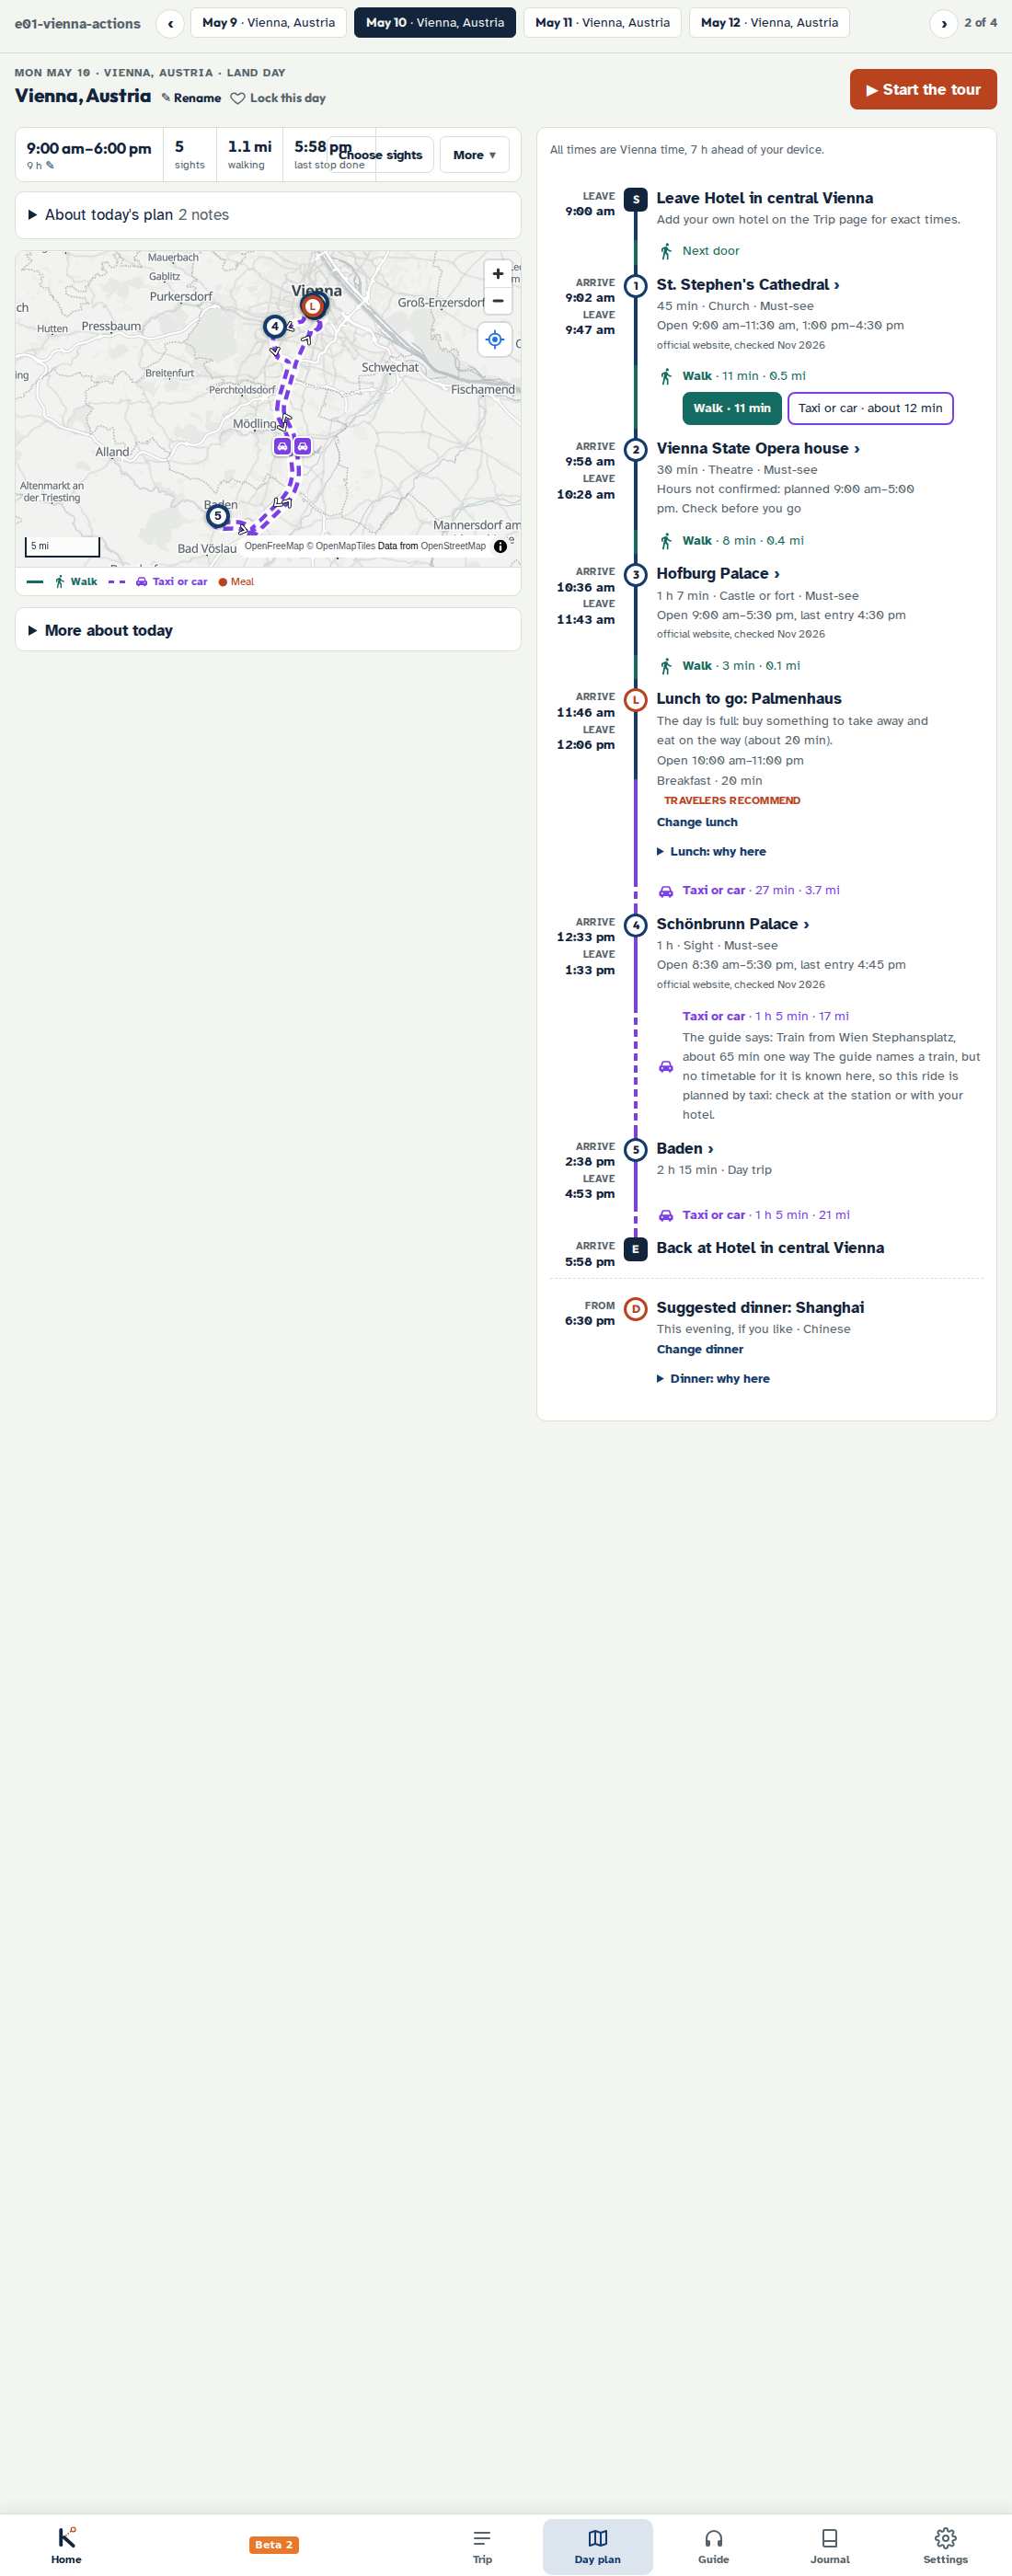 e01-vienna-actions
‹
May 9 · Vienna, Austria
May 10 · Vienna, Austria
May 11 · Vienna, Austria
May 12 · Vienna, Austria
›
2 of 4
MON MAY 10 · VIENNA, AUSTRIA · LAND DAY
Vienna, Austria ✎ Rename Lock this day
▶ Start the tour
9:00 am–6:00 pm
9 h ✎
5
sights
1.1 mi
walking
5:58 pm
last stop done
Choose sights
More ▾
▶ About today's plan 2 notes
Mauerbach
Gablitz
Purkersdorf
Vienna
Groß-Enzersdorf
ch
Hutten
Pressbaum
4
L
Schwechat
ing
Breitenfurt
Perchtoldsdorf
Fischamend
Mödling
Alland
Altenmarkt an
der Triesting
Baden
5
Mannersdorf am
Bad Vöslau
5 mi
OpenFreeMap © OpenMapTiles Data from OpenStreetMap
+
−
Walk
Taxi or car
Meal
▶ More about today
All times are Vienna time, 7 h ahead of your device.
LEAVE
9:00 am
S
Leave Hotel in central Vienna
Add your own hotel on the Trip page for exact times.
Next door
ARRIVE
9:02 am
LEAVE
9:47 am
1
St. Stephen's Cathedral ›
45 min · Church · Must-see
Open 9:00 am–11:30 am, 1:00 pm–4:30 pm
official website, checked Nov 2026
Walk · 11 min · 0.5 mi
Walk · 11 min
Taxi or car · about 12 min
ARRIVE
9:58 am
LEAVE
10:28 am
2
Vienna State Opera house ›
30 min · Theatre · Must-see
Hours not confirmed: planned 9:00 am–5:00
pm. Check before you go
Walk · 8 min · 0.4 mi
ARRIVE
10:36 am
LEAVE
11:43 am
3
Hofburg Palace ›
1 h 7 min · Castle or fort · Must-see
Open 9:00 am–5:30 pm, last entry 4:30 pm
official website, checked Nov 2026
Walk · 3 min · 0.1 mi
ARRIVE
11:46 am
LEAVE
12:06 pm
L
Lunch to go: Palmenhaus
The day is full: buy something to take away and
eat on the way (about 20 min).
Open 10:00 am–11:00 pm
Breakfast · 20 min
TRAVELERS RECOMMEND
Change lunch
▶ Lunch: why here
Taxi or car · 27 min · 3.7 mi
ARRIVE
12:33 pm
LEAVE
1:33 pm
4
Schönbrunn Palace ›
1 h · Sight · Must-see
Open 8:30 am–5:30 pm, last entry 4:45 pm
official website, checked Nov 2026
Taxi or car · 1 h 5 min · 17 mi
The guide says: Train from Wien Stephansplatz,
about 65 min one way The guide names a train, but
no timetable for it is known here, so this ride is
planned by taxi: check at the station or with your
hotel.
ARRIVE
2:38 pm
LEAVE
4:53 pm
5
Baden ›
2 h 15 min · Day trip
Taxi or car · 1 h 5 min · 21 mi
ARRIVE
5:58 pm
E
Back at Hotel in central Vienna
FROM
6:30 pm
D
Suggested dinner: Shanghai
This evening, if you like · Chinese
Change dinner
▶ Dinner: why here
Home
Beta 2
Trip
Day plan
Guide
Journal
Settings